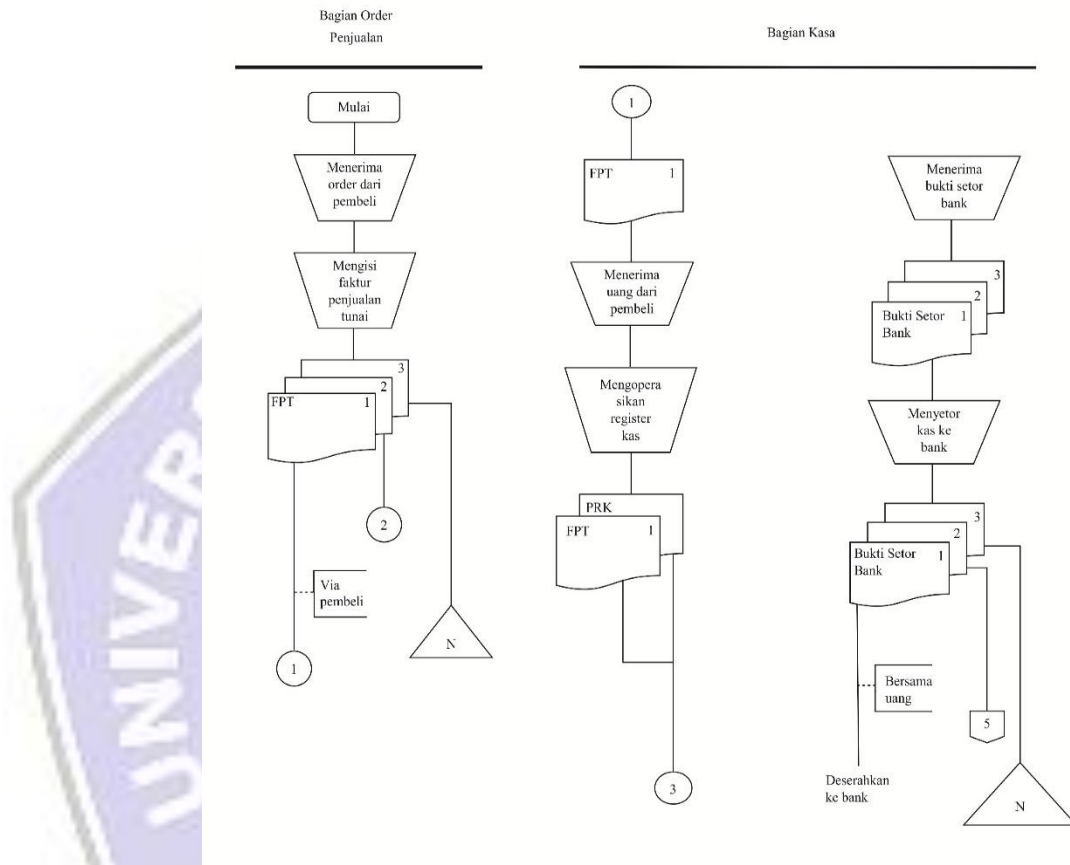 Bagian Order
Penjualan
Bagian Kasa
Mulai
Menerima
order dari
pembeli
Mengisi
faktur
penjualan
tunai
3
2
FPT 1
2
Via
pembeli
1
N
1
FPT 1
Menerima
uang dari
pembeli
Mengopera
sikan
register
kas
PRK
FPT 1
3
Menerima
bukti setor
bank
3
2
Bukti Setor 1
Bank
Menyetor
kas ke
bank
3
2
Bukti Setor 1
Bank
Bersama
uang
5
Deserahkan
ke bank
N